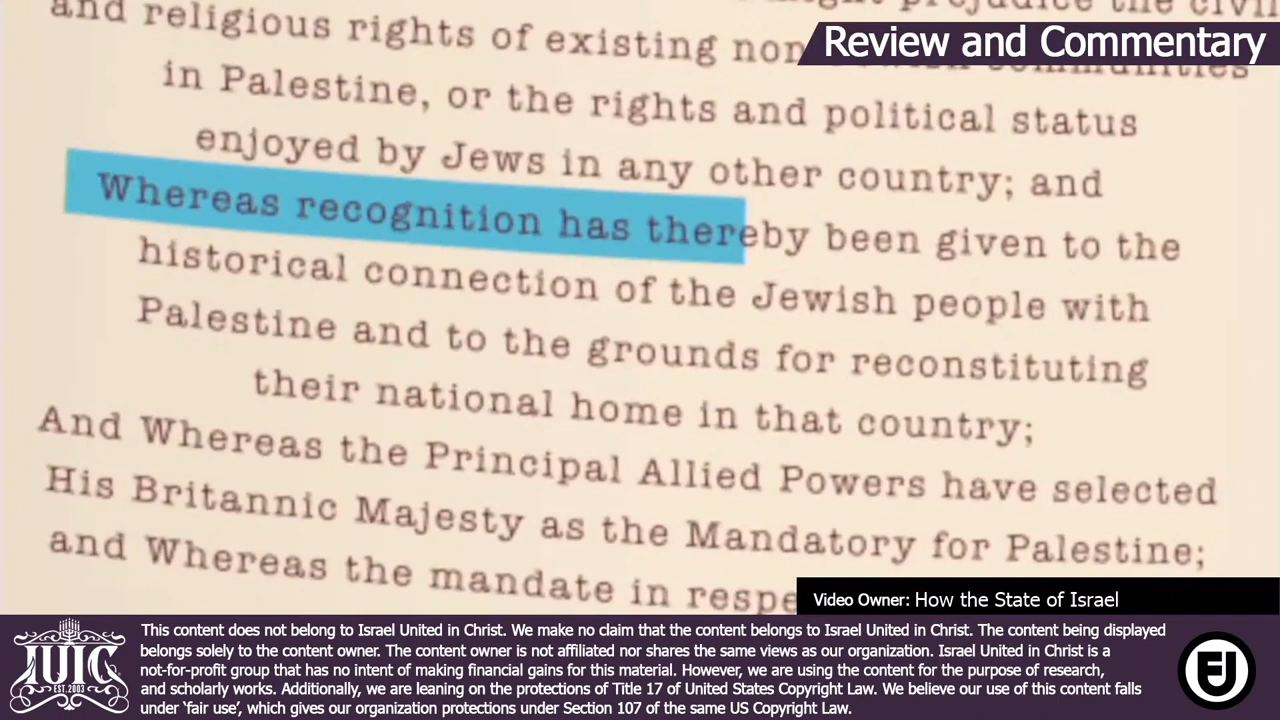 and religious rights of existing non
in Palestine, or the rights and political status
enjoyed by Jews in any other country; and
Whereas recognition has thereby been given to the
historical connection of the Jewish people with
Palestine and to the grounds for reconstituting
their national home in that country;
And Whereas the Principal Allied Powers have selected
His Britannic Majesty as the Mandatory for Palestine;
and Whereas the mandate in respe
Review and Commentary
Video Owner: How the State of Israel
IUIC
EST. 2003
This content does not belong to Israel United in Christ. We make no claim that the content belongs to Israel United in Christ. The content being displayed
belongs solely to the content owner. The content owner is not affiliated nor shares the same views as our organization. Israel United in Christ is a
not-for-profit group that has no intent of making financial gains for this material. However, we are using the content for the purpose of research,
and scholarly works. Additionally, we are leaning on the protections of Title 17 of United States Copyright Law. We believe our use of this content falls
under ‘fair use’, which gives our organization protections under Section 107 of the same US Copyright Law.